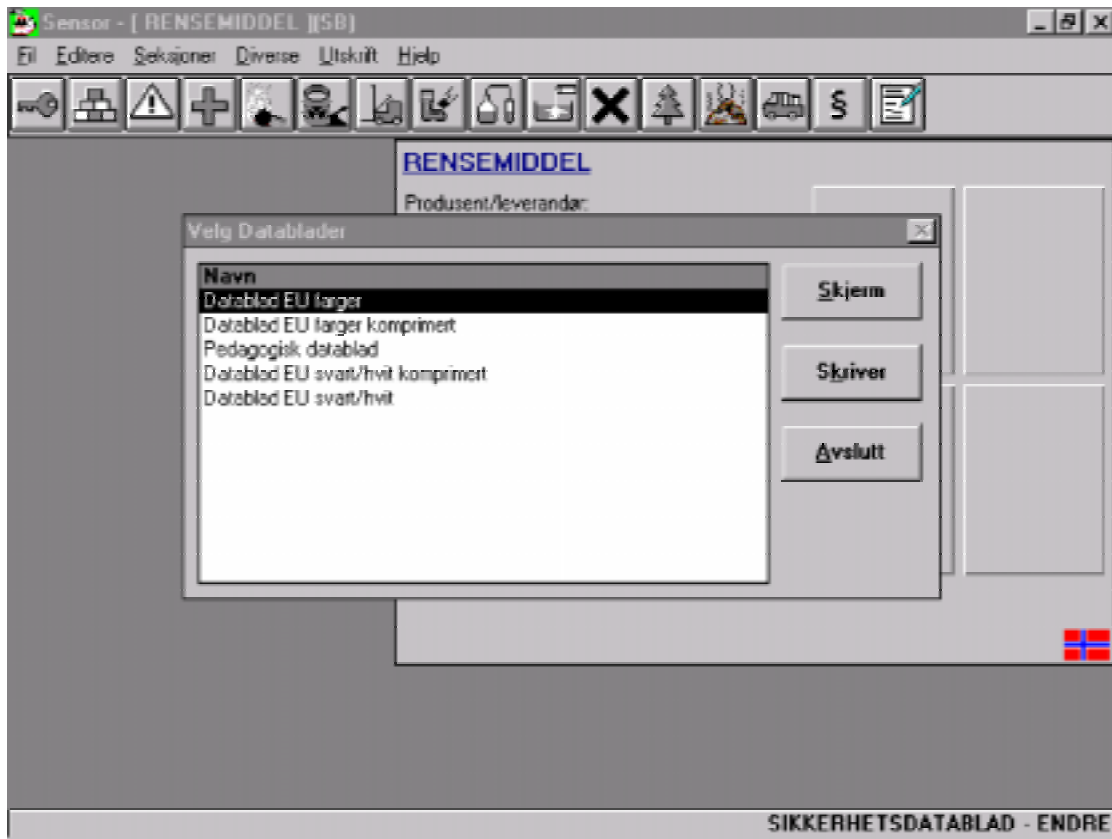 Sensor - [ RENSEMIDDEL ](SB)
Fil Editere Seksjoner Diverse Utskrift Hjelp
§
RENSEMIDDEL
Produsent/leverandør:
Velg Datablader
Navn
Datablad EU farger
Datablad EU farger komprimert
Pedagogisk datablad
Datablad EU svart/hvit komprimert
Datablad EU svart/hvit
Skjerm
Skriver
Avslutt
SIKKERHETSDATABLAD - ENDRE